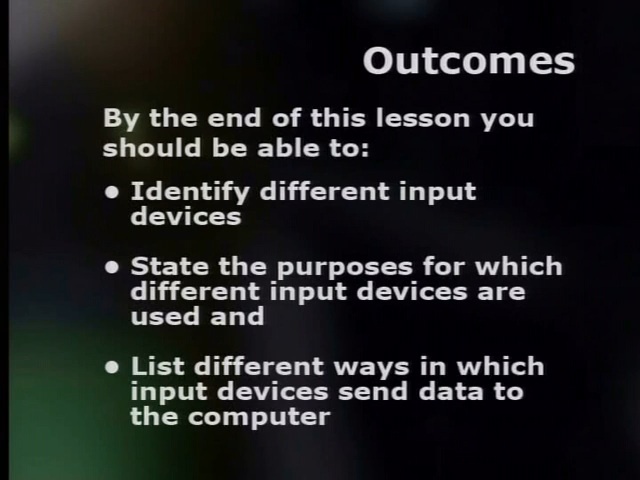 Outcomes
By the end of this lesson you
should be able to:
• Identify different input
devices
• State the purposes for which
different input devices are
used and
• List different ways in which
input devices send data to
the computer